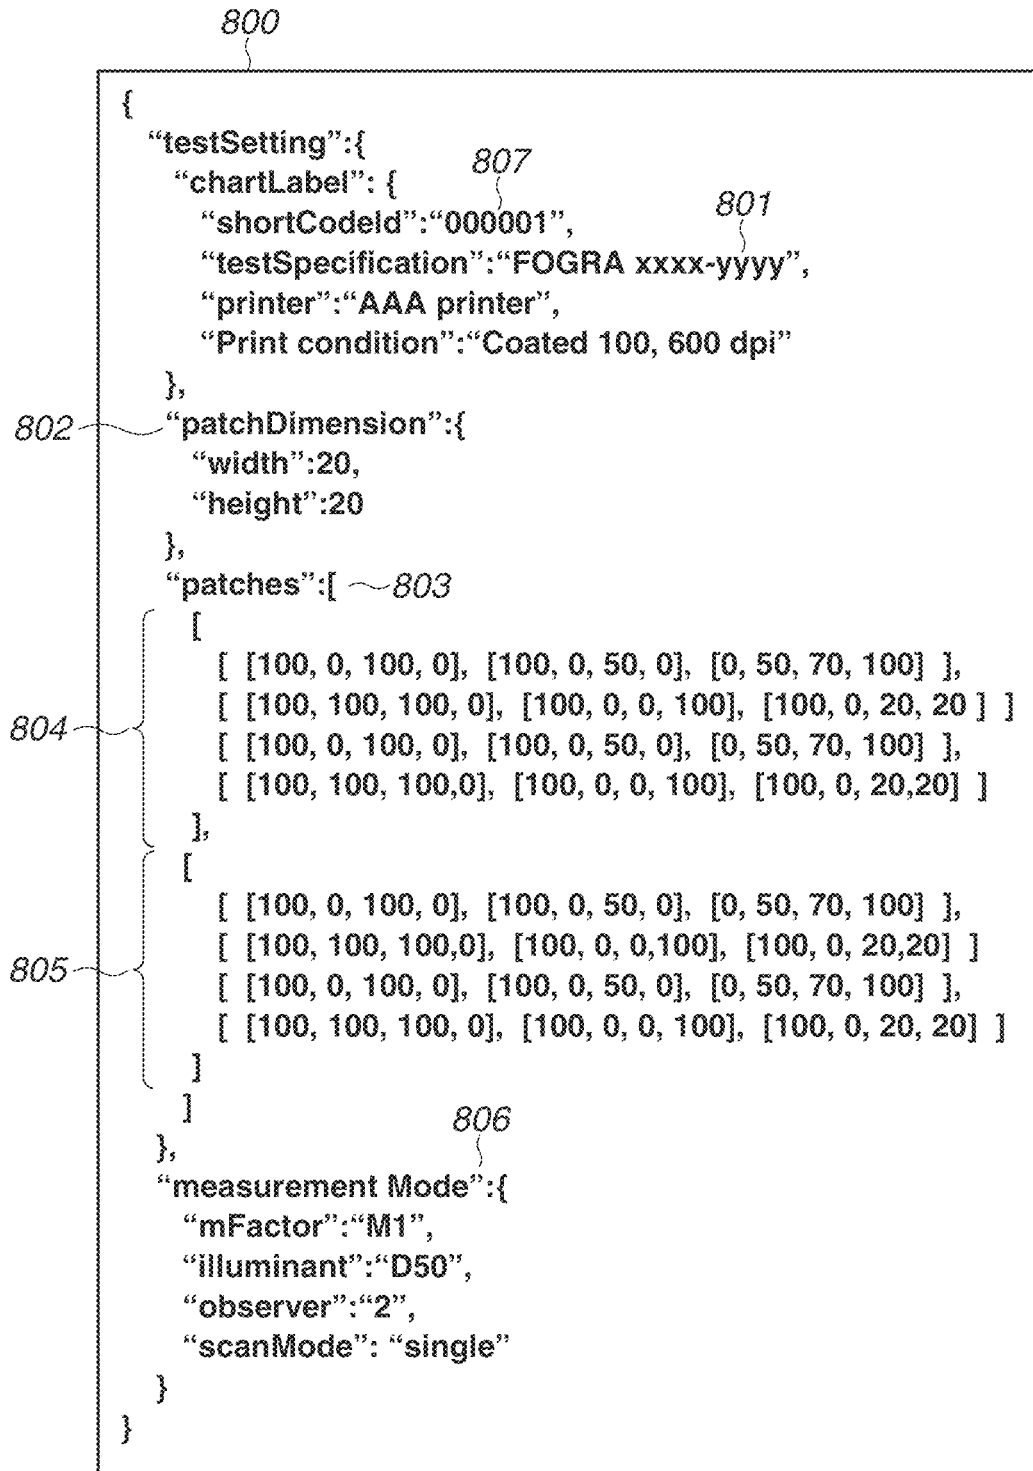 800
{
“testSetting”:{
807
“chartLabel”: {
801
“shortCodeId”:“000001”,
“testSpecification”:“FOGRA xxxx-yyyy”,
“printer”:“AAA printer”,
“Print condition”:“Coated 100, 600 dpi”
},
802 “patchDimension”:{
“width”:20,
“height”:20
},
“patches”:[ 803
[
[ [100, 0, 100, 0], [100, 0, 50, 0], [0, 50, 70, 100] ],
[ [100, 100, 100, 0], [100, 0, 0, 100], [100, 0, 20, 20 ] ]
804
[ [100, 0, 100, 0], [100, 0, 50, 0], [0, 50, 70, 100] ],
[ [100, 100, 100,0], [100, 0, 0, 100], [100, 0, 20,20] ]
],
[
[ [100, 0, 100, 0], [100, 0, 50, 0], [0, 50, 70, 100] ],
[ [100, 100, 100,0], [100, 0, 0,100], [100, 0, 20,20] ]
805
[ [100, 0, 100, 0], [100, 0, 50, 0], [0, 50, 70, 100] ],
[ [100, 100, 100, 0], [100, 0, 0, 100], [100, 0, 20, 20] ]
]
]
806
},
“measurement Mode”:{
“mFactor”:“M1”,
“illuminant”:“D50”,
“observer”:“2”,
“scanMode”: “single”
}
}